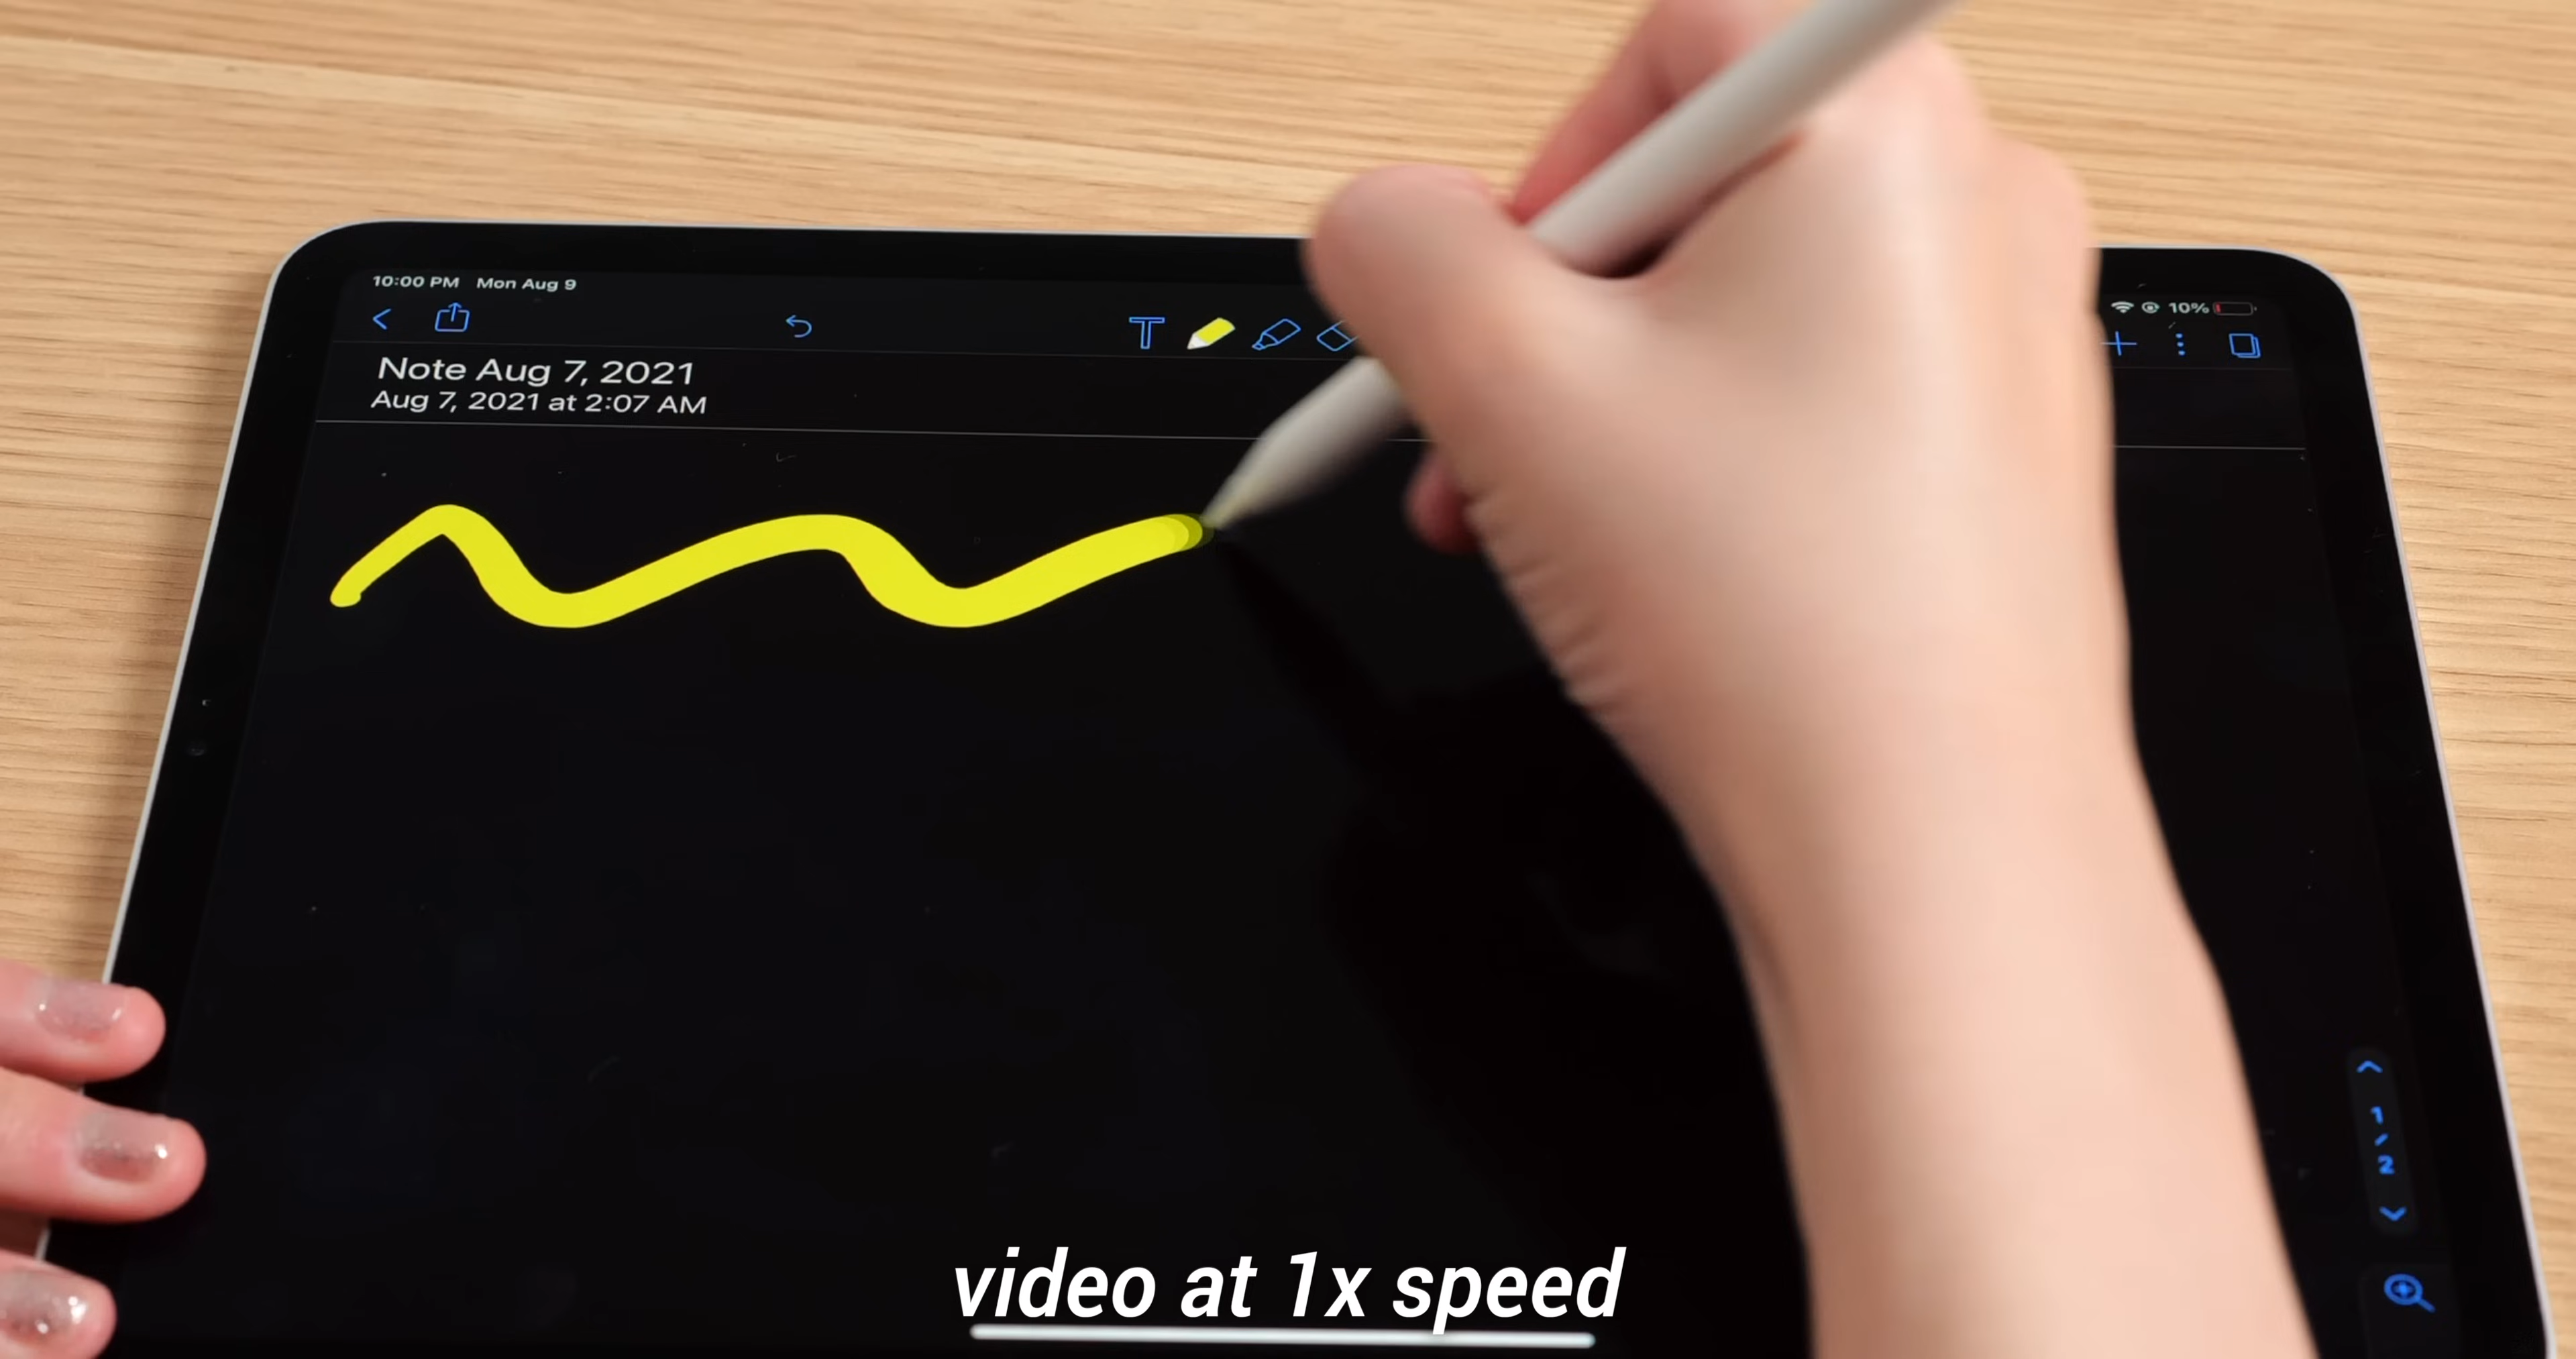 10:00 PM Mon Aug 9
10%
T
Note Aug 7, 2021
Aug 7, 2021 at 2:07 AM
1
/
2
video at 1x speed